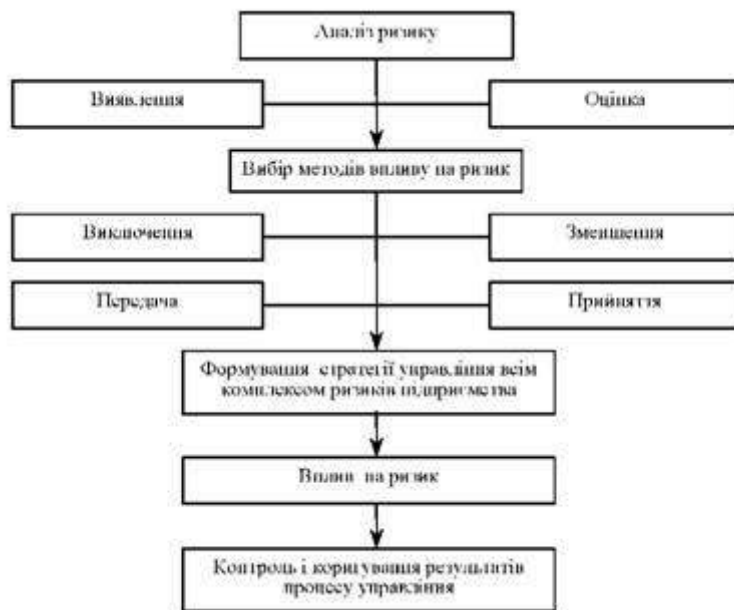 Аналіз ризику
Виявлення
Оцінка
Вибір методів впливу на ризик
Виключення
Зменшення
Передача
Прийняття
Формування стратегії управління всім
комплексом ризиків підприємства
Вплив на ризик
Контроль і коригування результатів
процесу управління